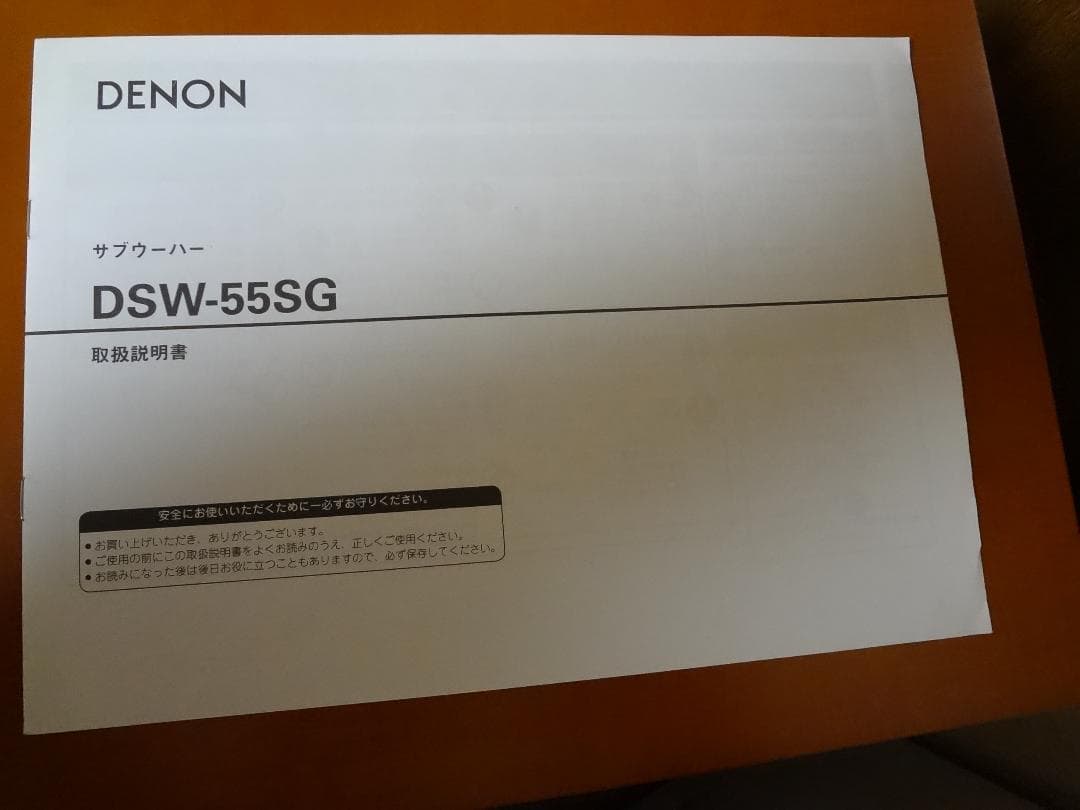 DENON
サブウーハー
DSW-55SG
取扱説明書
安全にお使いいただくために―必ずお守りください。
● お買い上げいただき、ありがとうございます。
● ご使用の前にこの取扱説明書をよくお読みのうえ、正しくご使用ください。
● お読みになった後は後日お役に立つこともありますので、必ず保存してください。